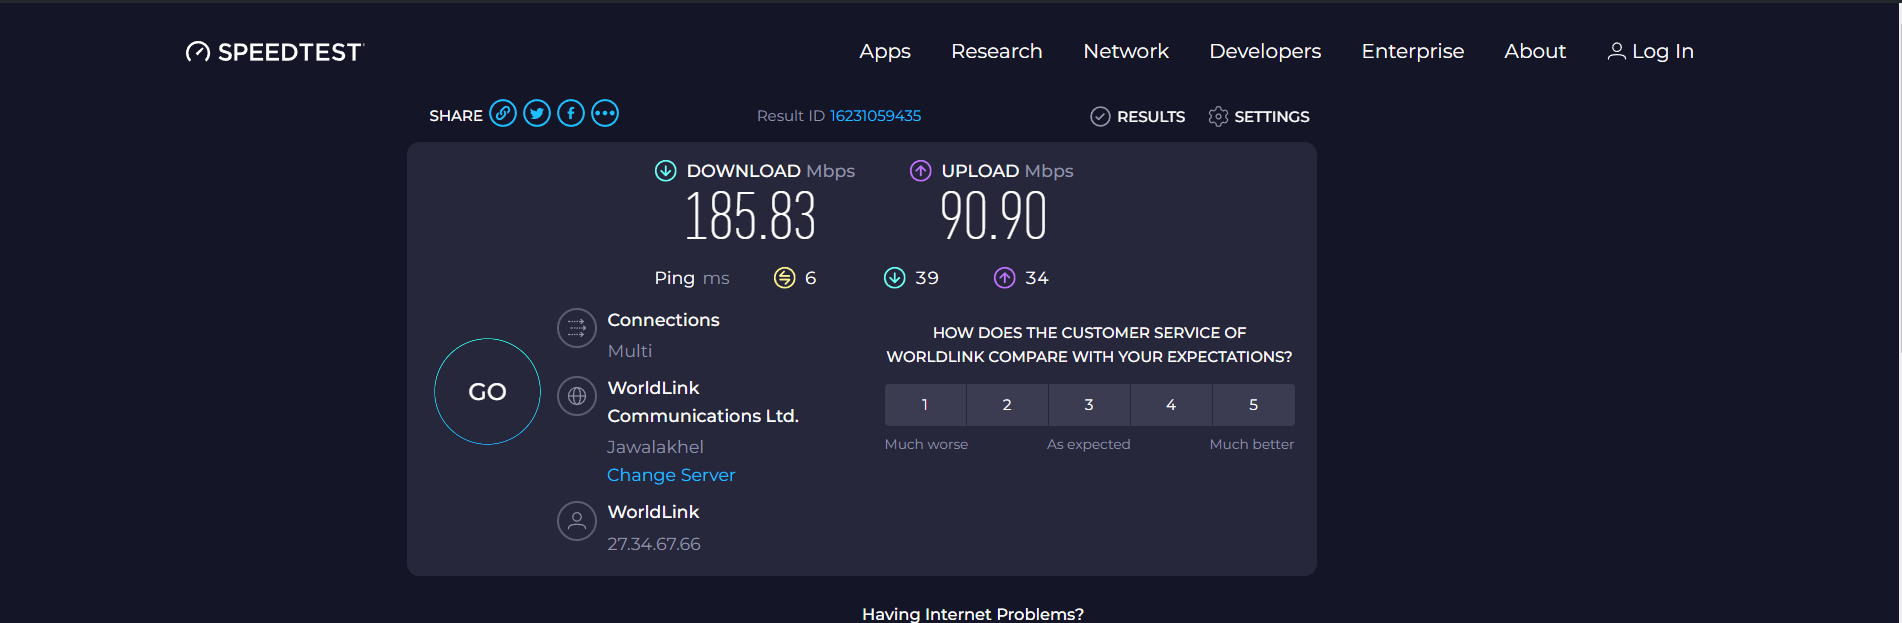 SPEEDTEST
Apps Research Network Developers Enterprise About Log In
SHARE
Result ID 16231059435
RESULTS SETTINGS
DOWNLOAD Mbps
185.83
UPLOAD Mbps
90.90
Ping ms 6 39 34
GO
Connections
Multi
WorldLink
Communications Ltd.
Jawalakhel
Change Server
WorldLink
27.34.67.66
HOW DOES THE CUSTOMER SERVICE OF
WORLDLINK COMPARE WITH YOUR EXPECTATIONS?
1 2 3 4 5
Much worse As expected Much better
Having Internet Problems?